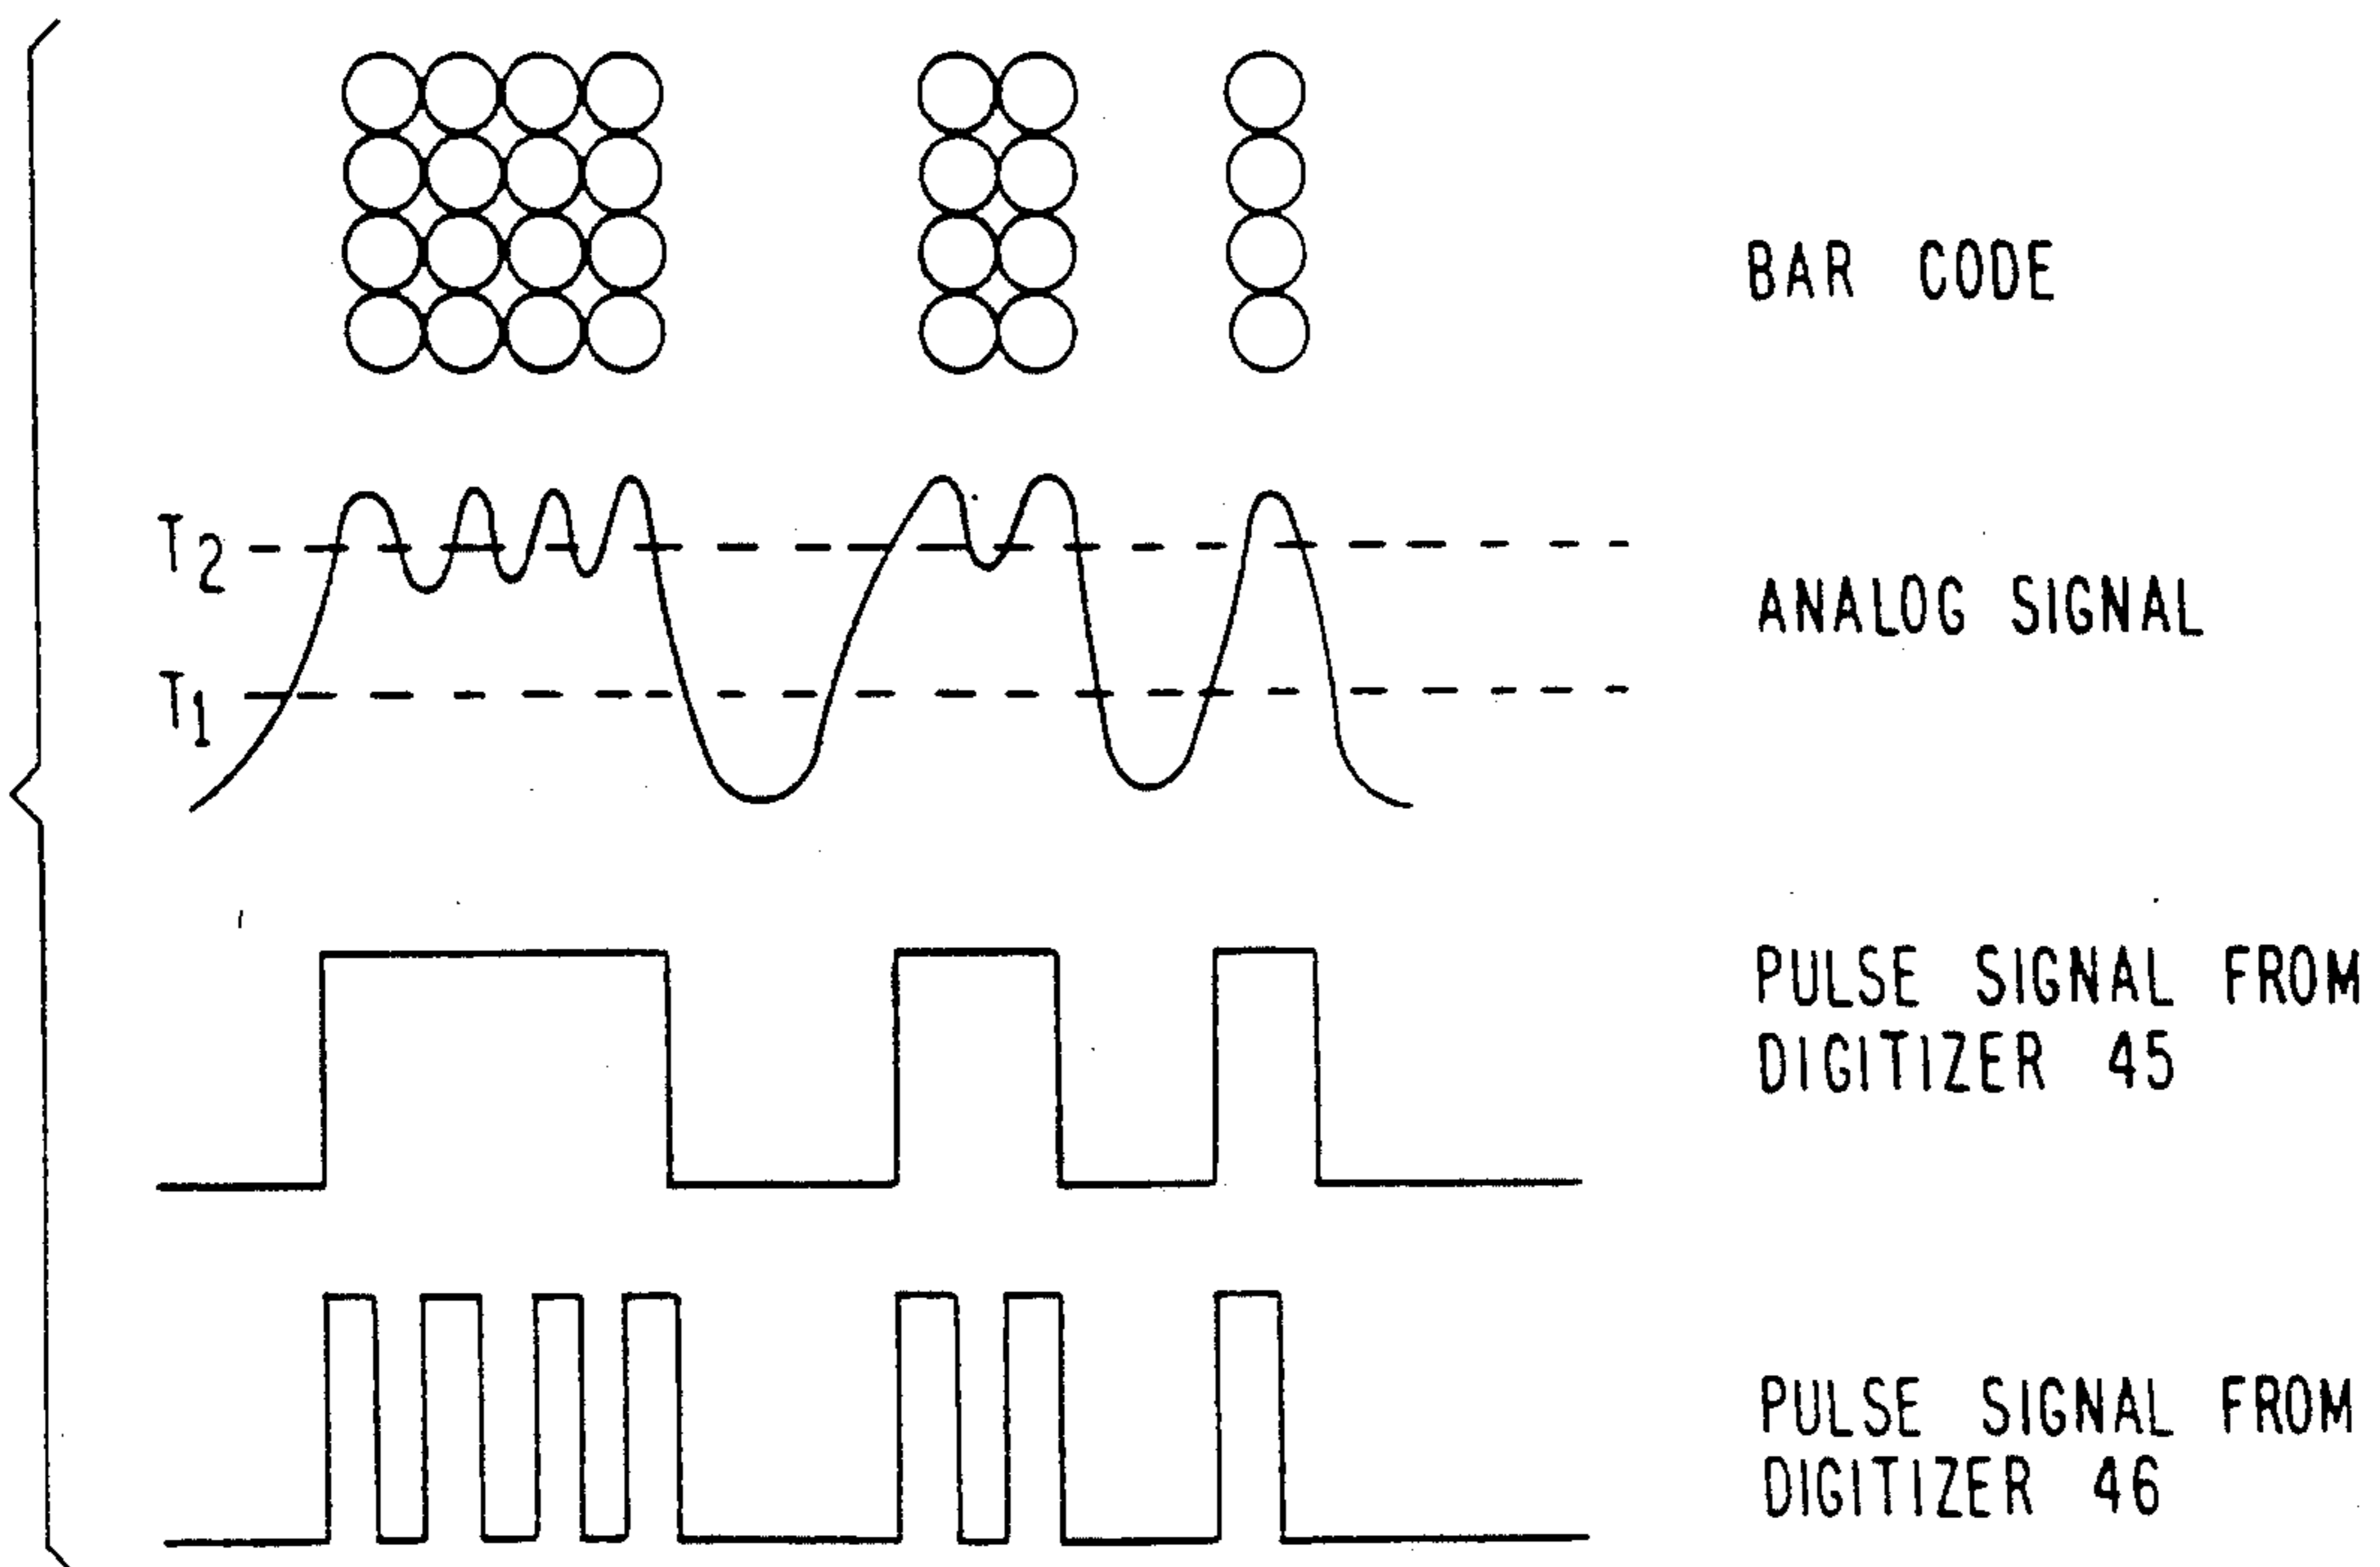 BAR CODE
T2
ANALOG SIGNAL
T1
PULSE SIGNAL FROM
DIGITIZER 45
PULSE SIGNAL FROM
DIGITIZER 46